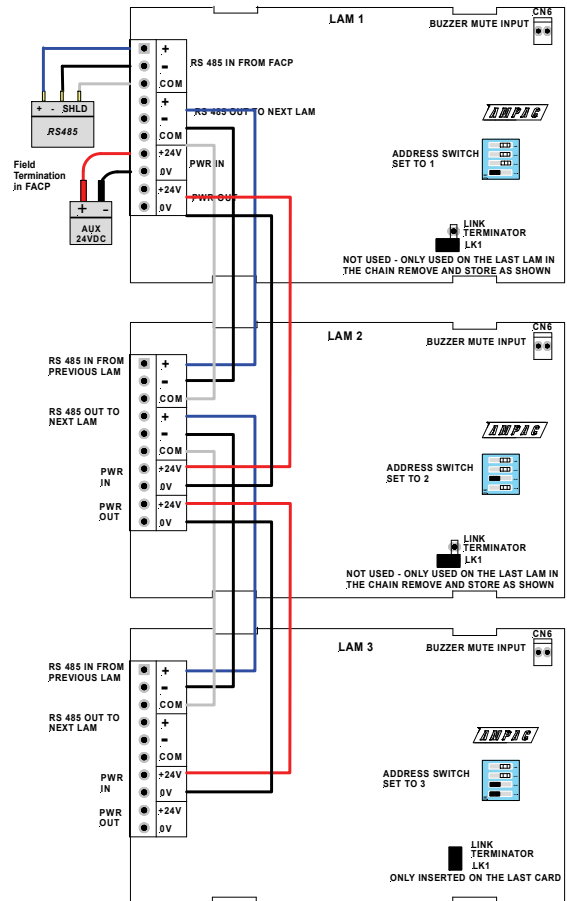 LAM 1
CN6
BUZZER MUTE INPUT
+
-
COM
RS 485 IN FROM FACP
+
-
COM
RS 485 OUT TO NEXT LAM
+24V
0V
PWR IN
+24V
0V
PWR OUT
+ - SHLD
RS485
Field
Termination
in FACP
+ -
AUX
24VDC
AMPAC
ADDRESS SWITCH
SET TO 1
LINK
TERMINATOR
LK1
NOT USED - ONLY USED ON THE LAST LAM IN
THE CHAIN REMOVE AND STORE AS SHOWN
LAM 2
CN6
BUZZER MUTE INPUT
RS 485 IN FROM
PREVIOUS LAM
+
-
COM
RS 485 OUT TO
NEXT LAM
+
-
COM
PWR
IN
+24V
0V
PWR
OUT
+24V
0V
AMPAC
ADDRESS SWITCH
SET TO 2
LINK
TERMINATOR
LK1
NOT USED - ONLY USED ON THE LAST LAM IN
THE CHAIN REMOVE AND STORE AS SHOWN
LAM 3
CN6
BUZZER MUTE INPUT
RS 485 IN FROM
PREVIOUS LAM
+
-
COM
RS 485 OUT TO
NEXT LAM
+
-
COM
PWR
IN
+24V
0V
PWR
OUT
+24V
0V
AMPAC
ADDRESS SWITCH
SET TO 3
LINK
TERMINATOR
LK1
ONLY INSERTED ON THE LAST CARD